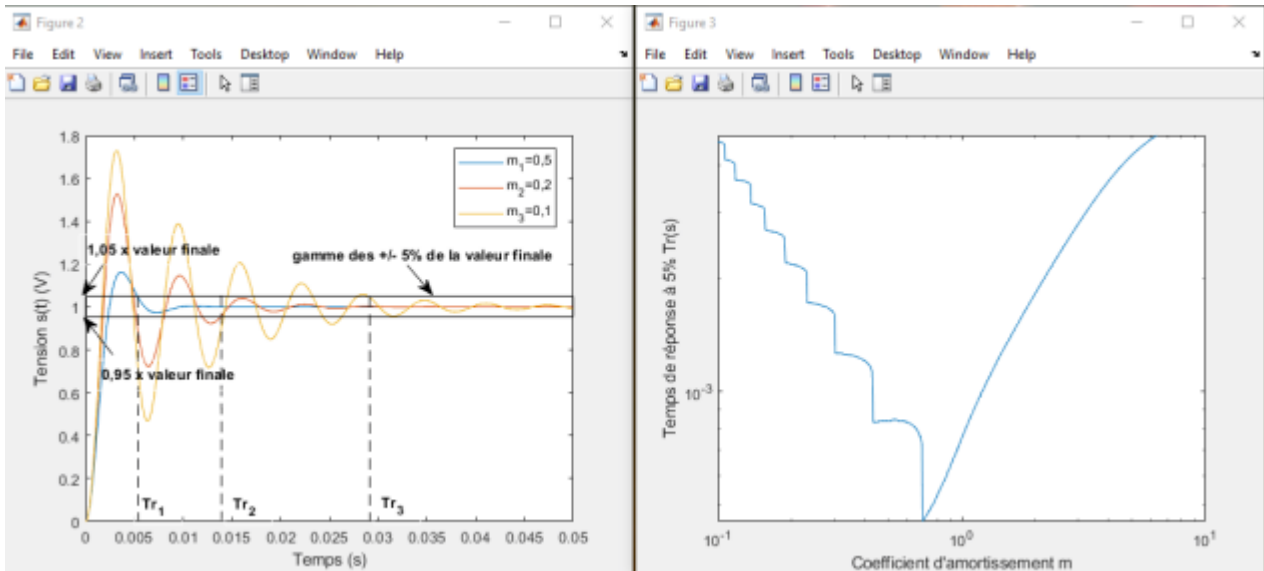 Figure 2
File Edit View Insert Tools Desktop Window Help
1.8
1.6
1.4
1.2
1
0.8
0.6
0.4
0.2
0
Tension s(t) (V)
m1=0,5
m2=0,2
m3=0,1
1,05 x valeur finale
gamme des +/- 5% de la valeur finale
0,95 x valeur finale
Tr1
Tr2
Tr3
0 0.005 0.01 0.015 0.02 0.025 0.03 0.035 0.04 0.045 0.05
Temps (s)
Figure 3
File Edit View Insert Tools Desktop Window Help
Temps de réponse à 5% Tr(s)
10-3
10-1 100 101
Coefficient d'amortissement m